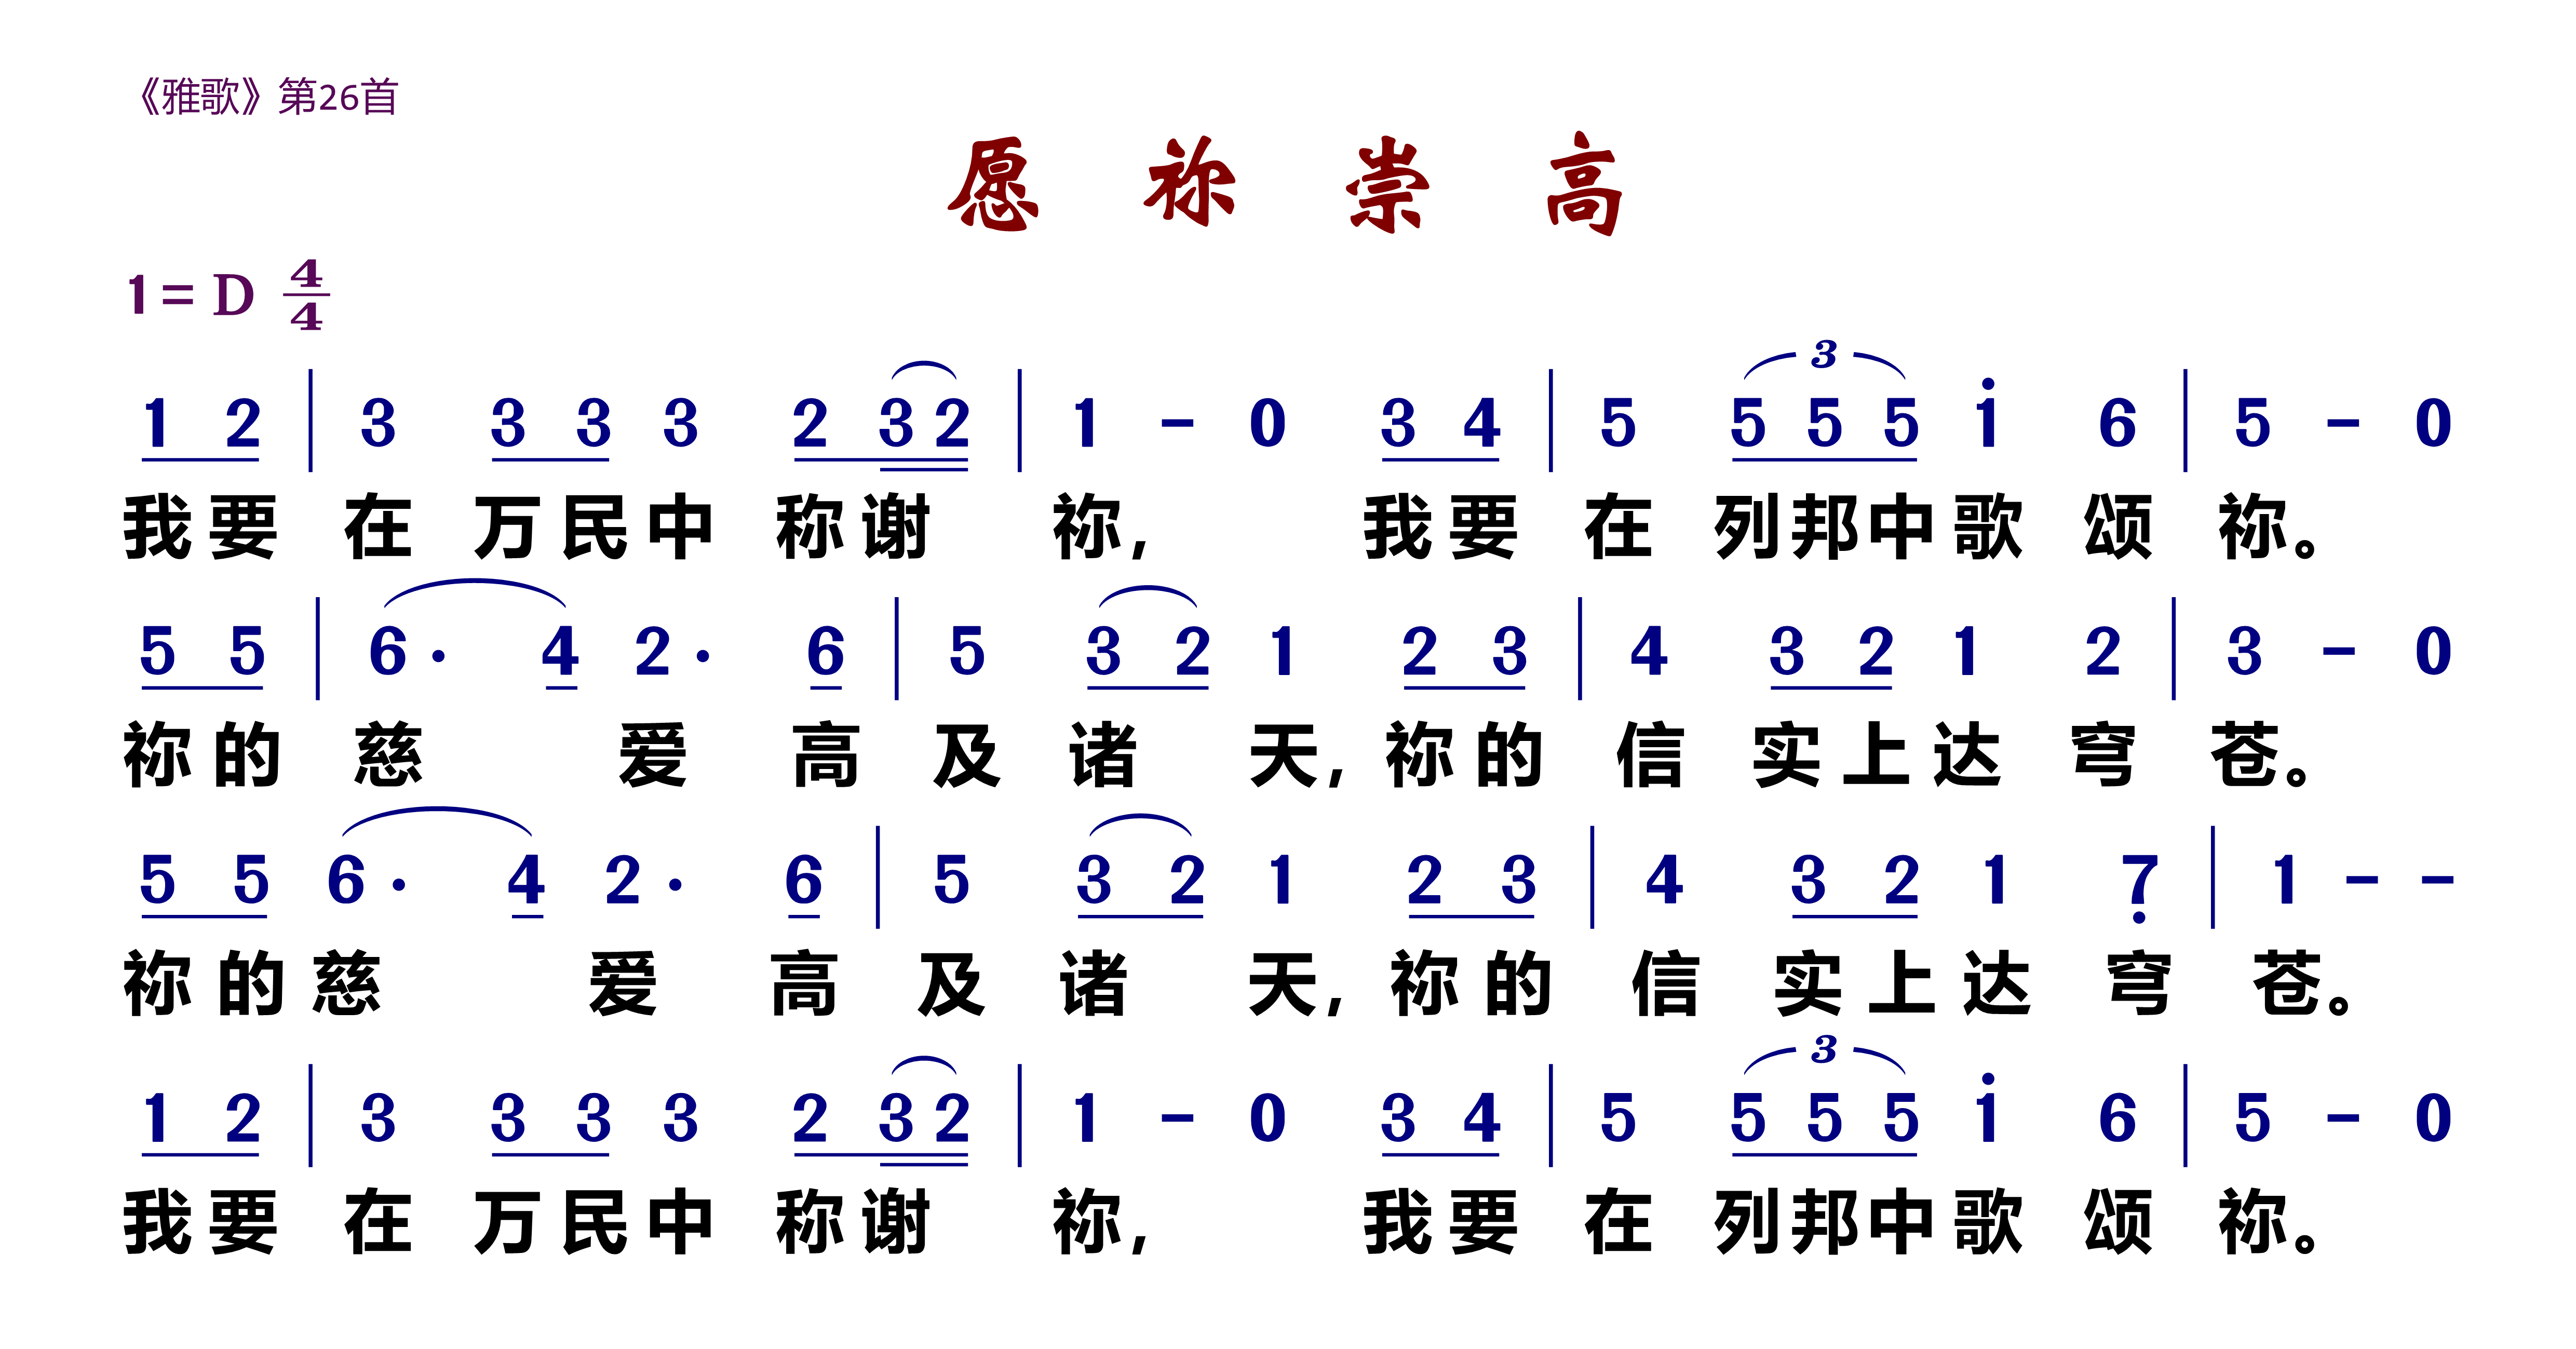 《雅歌》第26首
愿祢崇高
1= D 4/4
3
1 2 | 3 3 3 3 2 3 2 | 1 - 0 3 4 | 5 5 5 5 1 6 | 5 - 0
我要在万民中称谢祢,我要在列邦中歌颂祢。
5 5 | 6· 4 2· 6 | 5 3 2 1 2 3 | 4 3 2 1 2 | 3 - 0
祢的慈爱高及诸天,祢的信实上达穹苍。
5 5 6· 4 2· 6 | 5 3 2 1 2 3 | 4 3 2 1 7 | 1 - -
祢的慈爱高及诸天,祢的信实上达穹苍。
3
1 2 | 3 3 3 3 2 3 2 | 1 - 0 3 4 | 5 5 5 5 1 6 | 5 - 0
我要在万民中称谢祢,我要在列邦中歌颂祢。